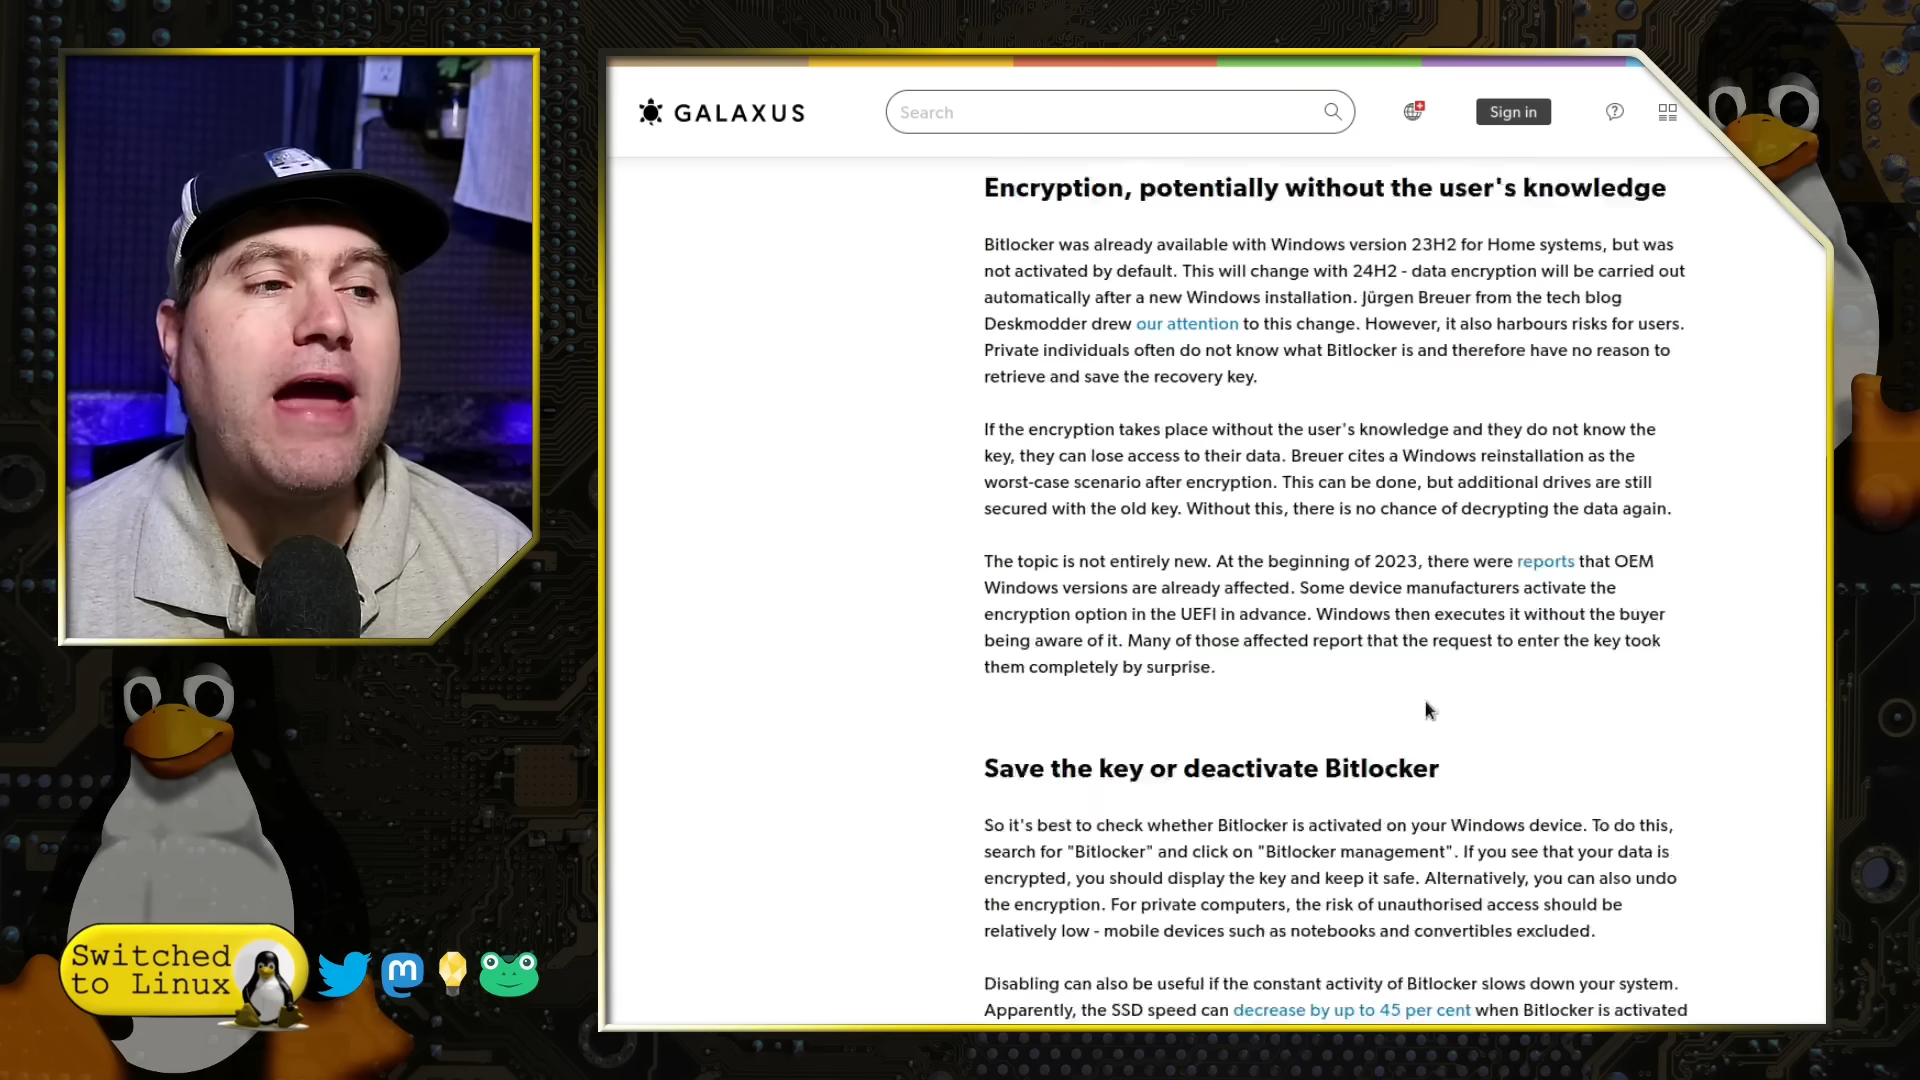 GALAXUS
Search
Sign in
Encryption, potentially without the user's knowledge
Bitlocker was already available with Windows version 23H2 for Home systems, but was
not activated by default. This will change with 24H2 - data encryption will be carried out
automatically after a new Windows installation. Jürgen Breuer from the tech blog
Deskmodder drew our attention to this change. However, it also harbours risks for users.
Private individuals often do not know what Bitlocker is and therefore have no reason to
retrieve and save the recovery key.
If the encryption takes place without the user's knowledge and they do not know the
key, they can lose access to their data. Breuer cites a Windows reinstallation as the
worst-case scenario after encryption. This can be done, but additional drives are still
secured with the old key. Without this, there is no chance of decrypting the data again.
The topic is not entirely new. At the beginning of 2023, there were reports that OEM
Windows versions are already affected. Some device manufacturers activate the
encryption option in the UEFI in advance. Windows then executes it without the buyer
being aware of it. Many of those affected report that the request to enter the key took
them completely by surprise.
Save the key or deactivate Bitlocker
So it's best to check whether Bitlocker is activated on your Windows device. To do this,
search for "Bitlocker" and click on "Bitlocker management". If you see that your data is
encrypted, you should display the key and keep it safe. Alternatively, you can also undo
the encryption. For private computers, the risk of unauthorised access should be
relatively low - mobile devices such as notebooks and convertibles excluded.
Disabling can also be useful if the constant activity of Bitlocker slows down your system.
Apparently, the SSD speed can decrease by up to 45 per cent when Bitlocker is activated
Switched
to Linux
m